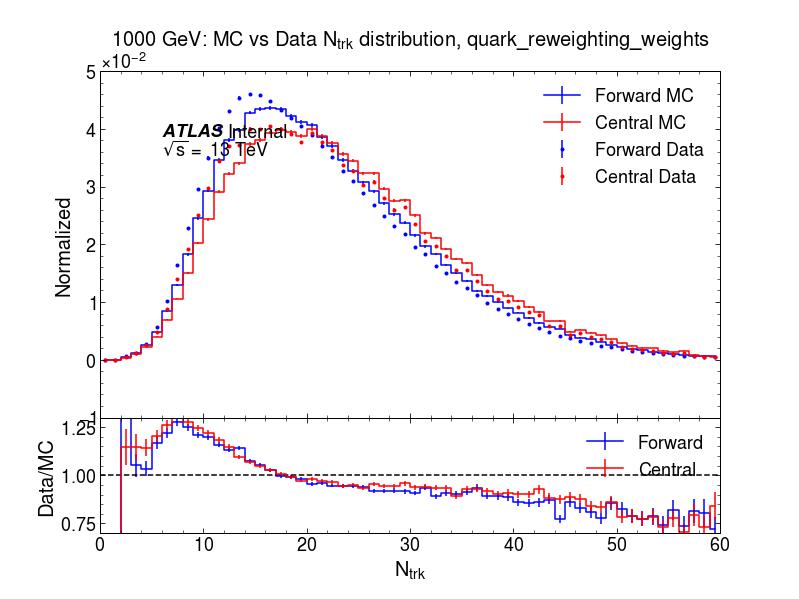 1000 GeV: MC vs Data Ntrk distribution, quark_reweighting_weights
×10−2
5
4
3
2
1
0
−1
Normalized
ATLAS Internal
√s = 13 TeV
Forward MC
Central MC
Forward Data
Central Data
1.25
1.00
0.75
Data/MC
Forward
Central
0 10 20 30 40 50 60
Ntrk